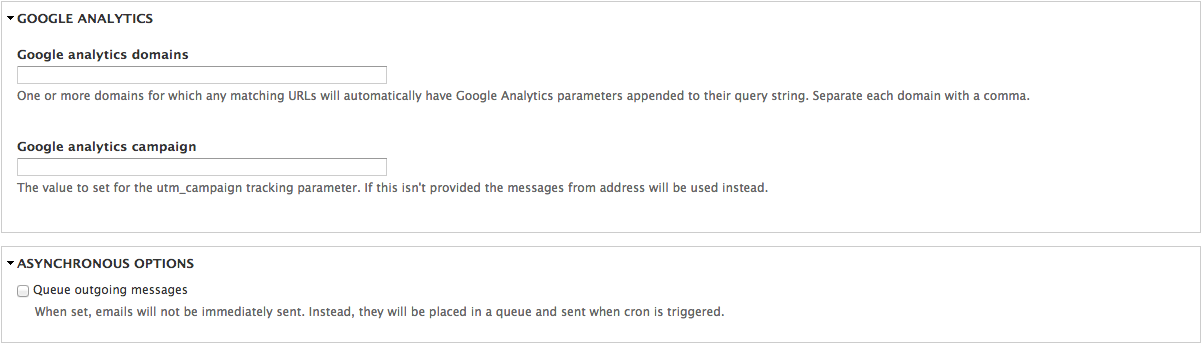 GOOGLE ANALYTICS
Google analytics domains
One or more domains for which any matching URLs will automatically have Google Analytics parameters appended to their query string. Separate each domain with a comma.
Google analytics campaign
The value to set for the utm_campaign tracking parameter. If this isn't provided the messages from address will be used instead.
ASYNCHRONOUS OPTIONS
Queue outgoing messages
When set, emails will not be immediately sent. Instead, they will be placed in a queue and sent when cron is triggered.